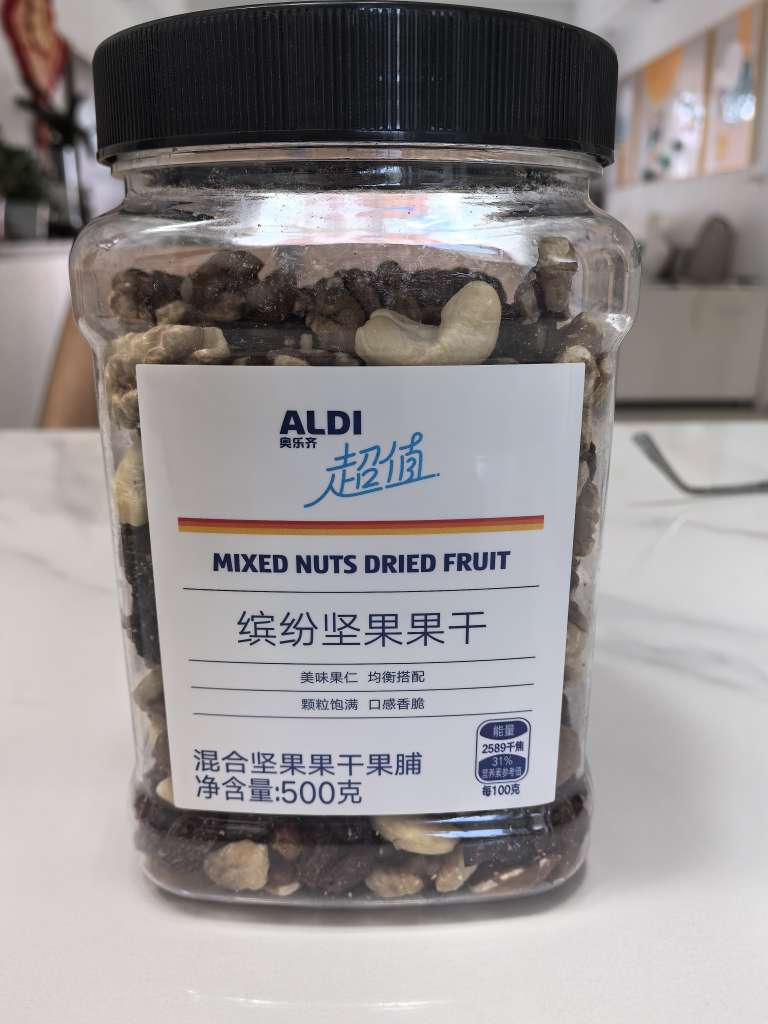 ALDI
奥乐齐
超值
MIXED NUTS DRIED FRUIT
缤纷坚果果干
美味果仁 均衡搭配
颗粒饱满 口感香脆
混合坚果果干果脯
净含量:500克
能量
2589千焦
31%
营养素参考值
每100克